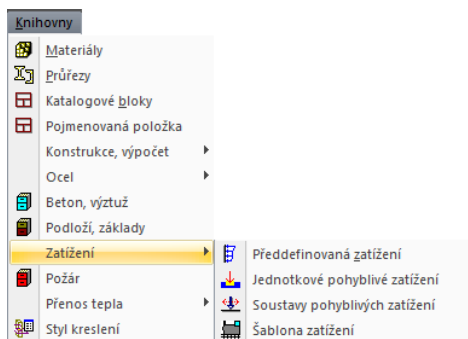 Knihovny
Materiály
Průřezy
Katalogové bloky
Pojmenovaná položka
Konstrukce, výpočet
Ocel
Beton, výztuž
Podloží, základy
Zatížení
Předdefinovaná zatížení
Požár
Jednotkové pohyblivé zatížení
Přenos tepla
Soustavy pohyblivých zatížení
Styl kreslení
Šablona zatížení